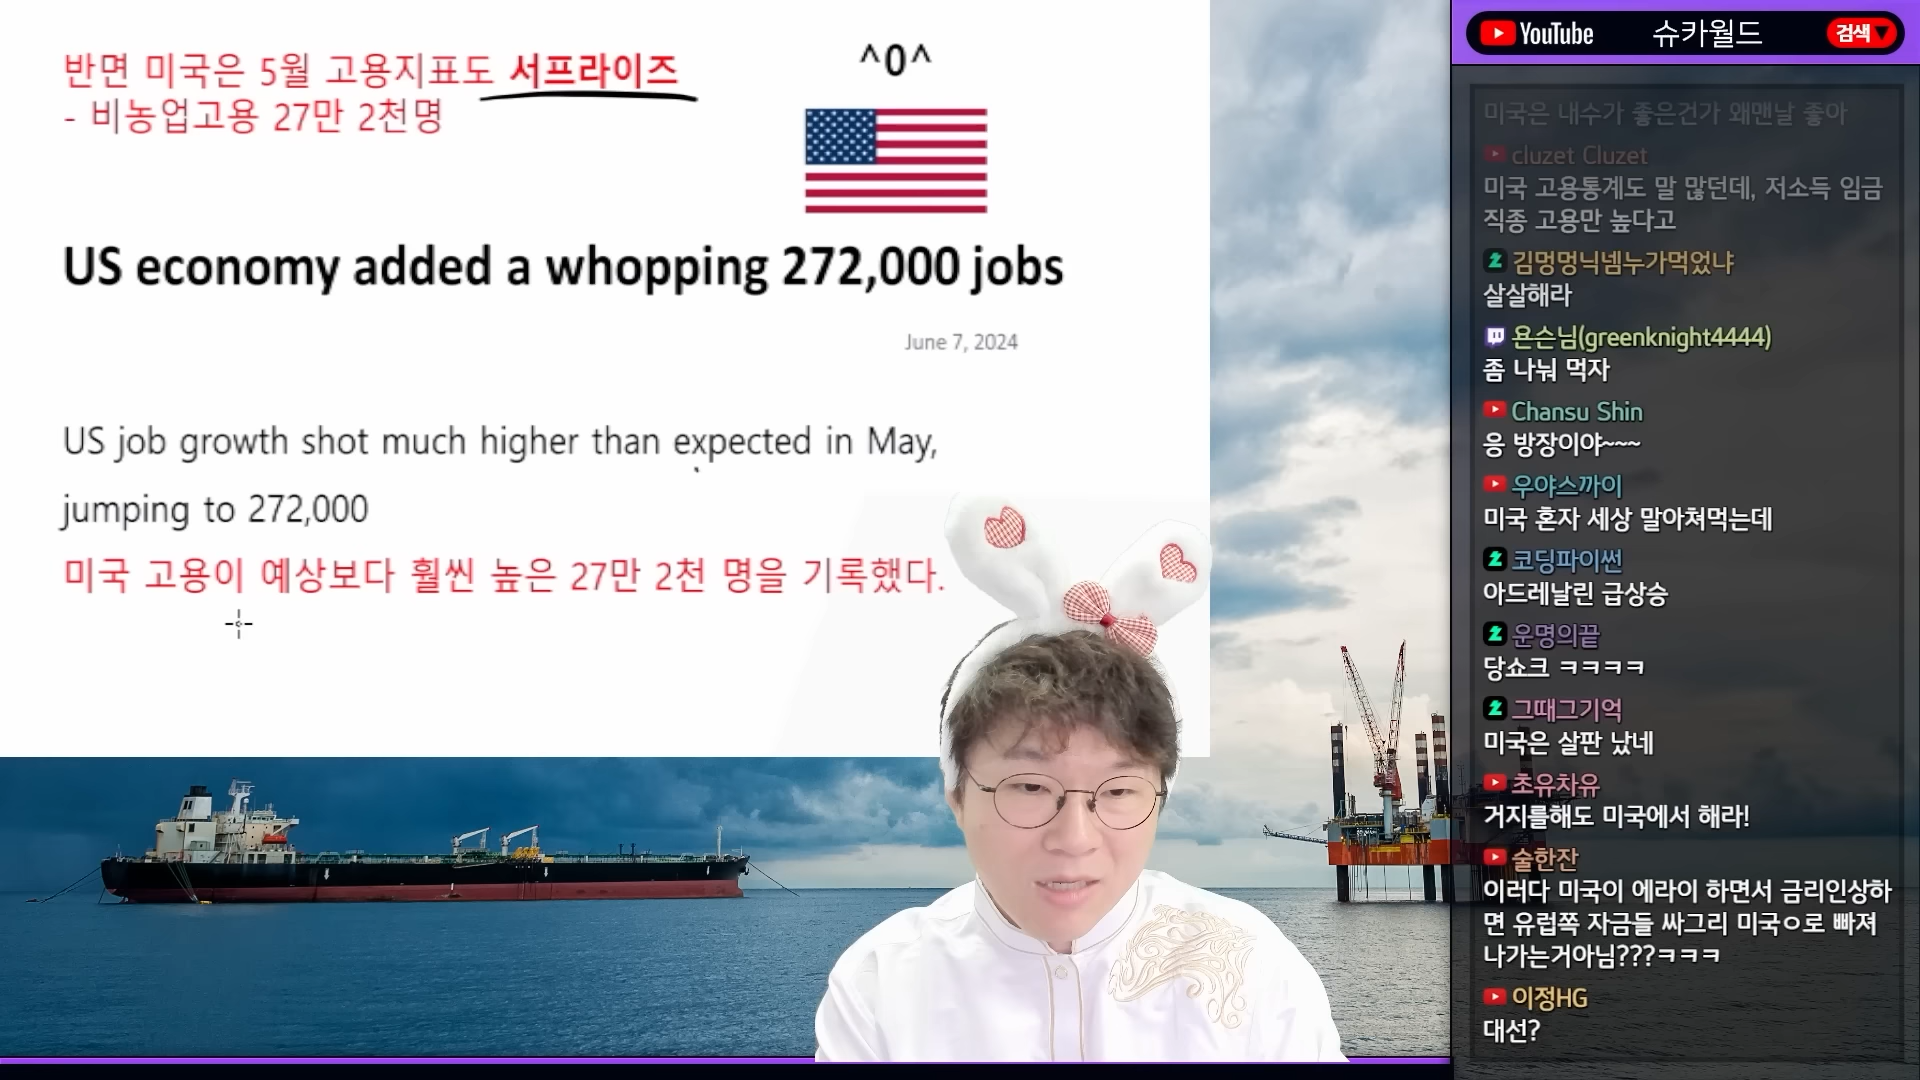 반면 미국은 5월 고용지표도 서프라이즈
- 비농업고용 27만 2천명
^0^
US economy added a whopping 272,000 jobs
June 7, 2024
US job growth shot much higher than expected in May,
jumping to 272,000
미국 고용이 예상보다 훨씬 높은 27만 2천 명을 기록했다.
YouTube 슈카월드 검색
미국은 내수가 좋은건가 왜맨날 좋아
cluzet Cluzet
미국 고용통계도 말 많던데, 저소득 임금
직종 고용만 높다고
김멍멍닉넴누가먹었냐
살살해라
욘슨님(greenknight4444)
좀 나눠 먹자
Chansu Shin
응 방장이야~~~
우야스까이
미국 혼자 세상 말아쳐먹는데
코딩파이썬
아드레날린 급상승
운명의끝
당쇼크 ㅋㅋㅋㅋ
그때그기억
미국은 살판 났네
초유차유
거지를해도 미국에서 해라!
술한잔
이러다 미국이 에라이 하면서 금리인상하
면 유럽쪽 자금들 싸그리 미국ㅇ로 빠져
나가는거아님???ㅋㅋㅋ
이정HG
대선?